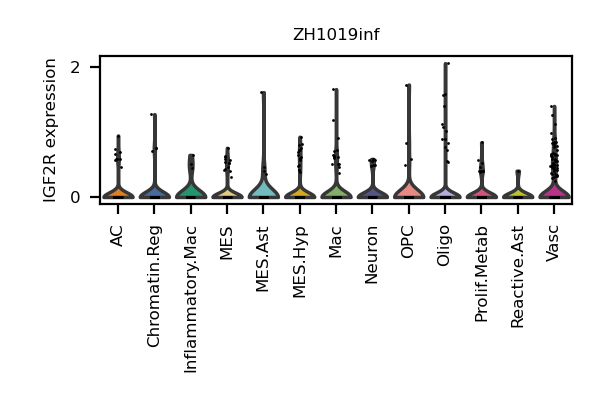 ZH1019inf
IGF2R expression
2
0
AC
Chromatin.Reg
Inflammatory.Mac
MES
MES.Ast
MES.Hyp
Mac
Neuron
OPC
Oligo
Prolif.Metab
Reactive.Ast
Vasc